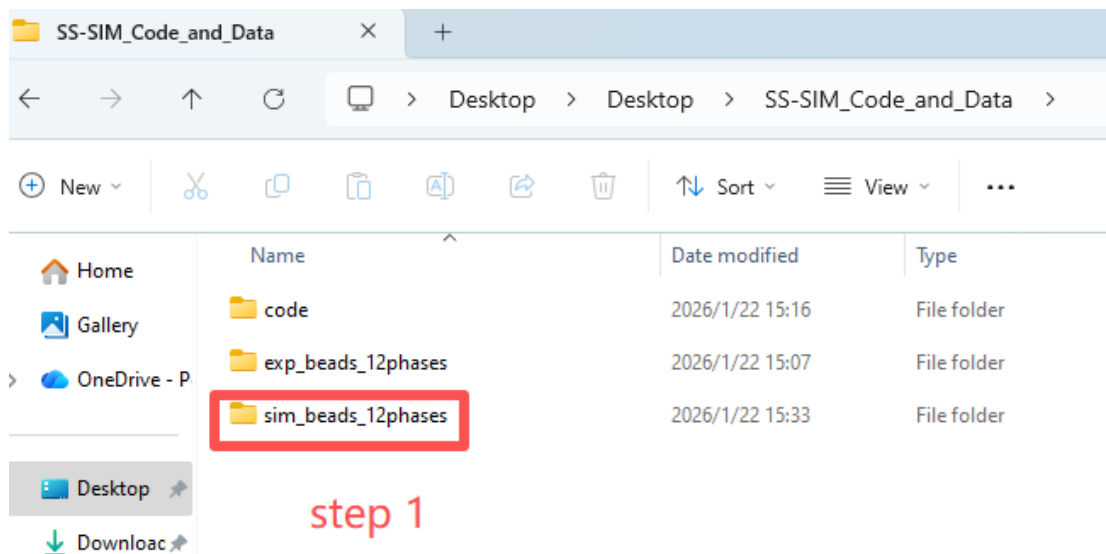 SS-SIM_Code_and_Data
Desktop > Desktop > SS-SIM_Code_and_Data >
New Sort View
Name Date modified Type
Home
Gallery
OneDrive - P
Desktop
Downloac
code 2026/1/22 15:16 File folder
exp_beads_12phases 2026/1/22 15:07 File folder
sim_beads_12phases 2026/1/22 15:33 File folder
step 1